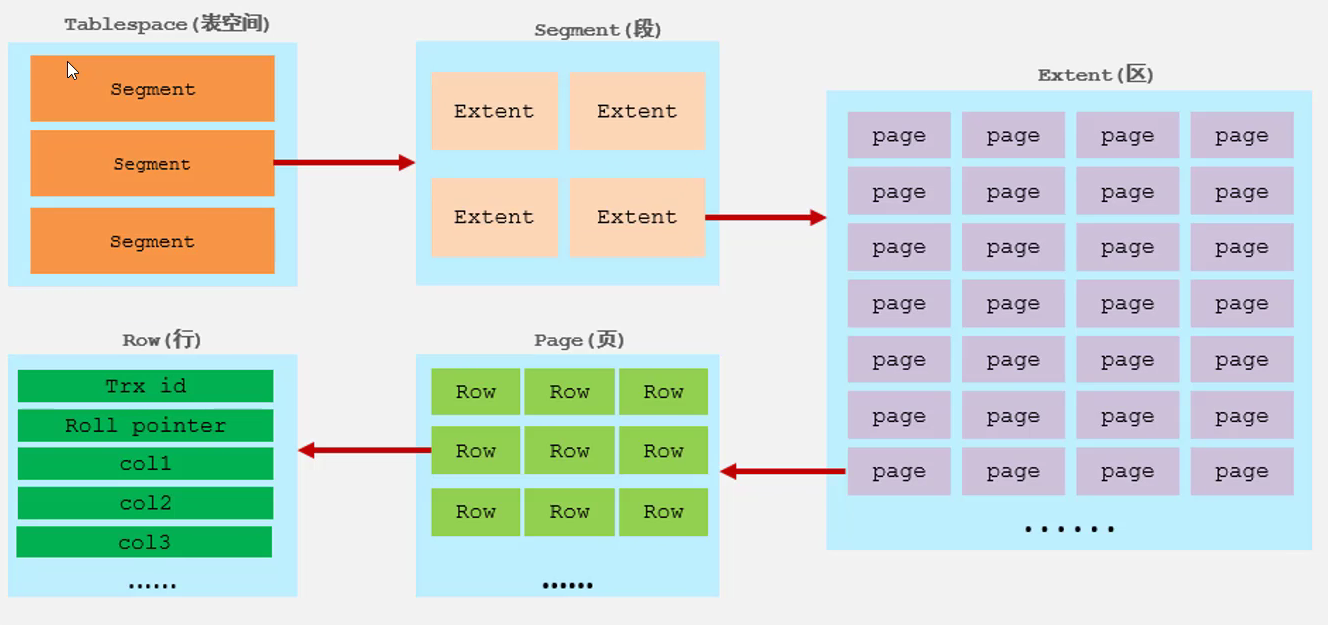 Tablespace(表空间)
Segment
Segment
Segment
Segment(段)
Extent Extent
Extent Extent
Extent(区)
page page page page
page page page page
page page page page
page page page page
page page page page
page page page page
page page page page
......
Row(行)
Trx id
Roll pointer
col1
col2
col3
......
Page(页)
Row Row Row
Row Row Row
Row Row Row
......